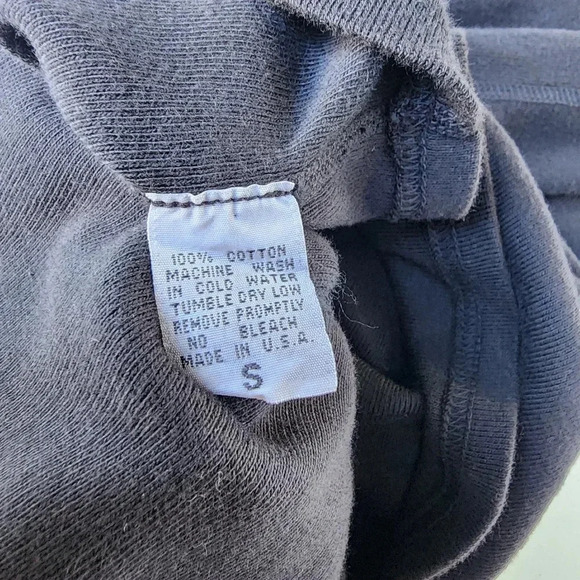 100% COTTON
MACHINE WASH
IN COLD WATER
TUMBLE DRY LOW
REMOVE PROMPTLY
NO BLEACH
MADE IN U.S.A.
S